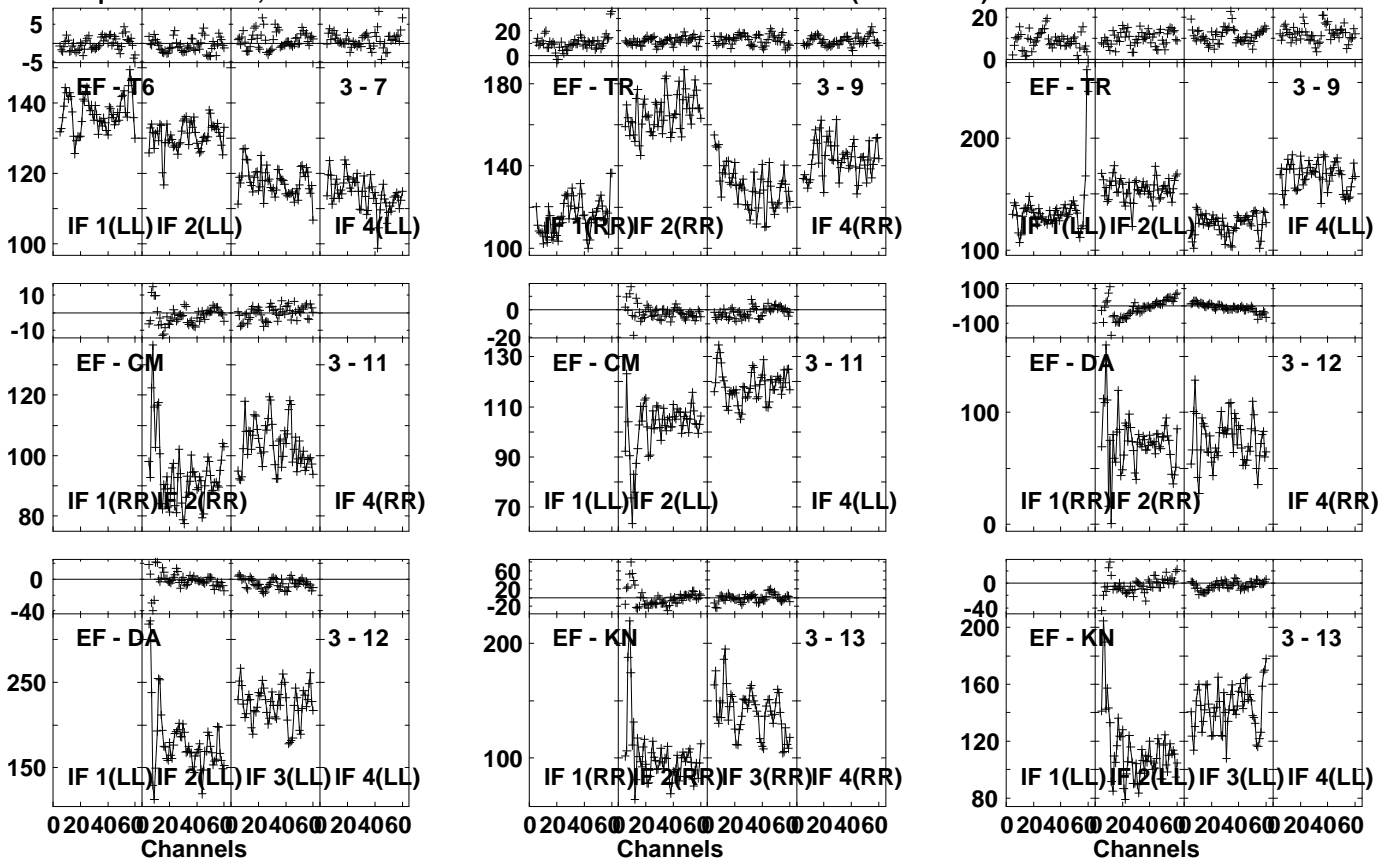 5
-5
EF - T6 3 - 7
140
120
100
IF 1(LL) IF 2(LL) IF 4(LL)
20
0
EF - TR 3 - 9
180
140
100
IF 1(RR) IF 2(RR) IF 4(RR)
20
0
EF - TR 3 - 9
200
100
IF 1(LL) IF 2(LL) IF 4(LL)
10
-10
EF - CM 3 - 11
120
100
80
IF 1(RR) IF 2(RR) IF 4(RR)
0
-20
EF - CM 3 - 11
130
110
90
70
IF 1(LL) IF 2(LL) IF 4(LL)
100
-100
EF - DA 3 - 12
100
0
IF 1(RR) IF 2(RR) IF 4(RR)
0
-40
EF - DA 3 - 12
250
150
IF 1(LL) IF 2(LL) IF 3(LL) IF 4(LL)
60
20
-20
EF - KN 3 - 13
200
100
IF 1(RR) IF 2(RR) IF 3(RR) IF 4(RR)
0
-40
EF - KN 3 - 13
200
160
120
80
IF 1(LL) IF 2(LL) IF 3(LL) IF 4(LL)
0 20 40 60 0 20 40 60 0 20 40 60 0 20 40 60
Channels
0 20 40 60 0 20 40 60 0 20 40 60 0 20 40 60
Channels
0 20 40 60 0 20 40 60 0 20 40 60 0 20 40 60
Channels